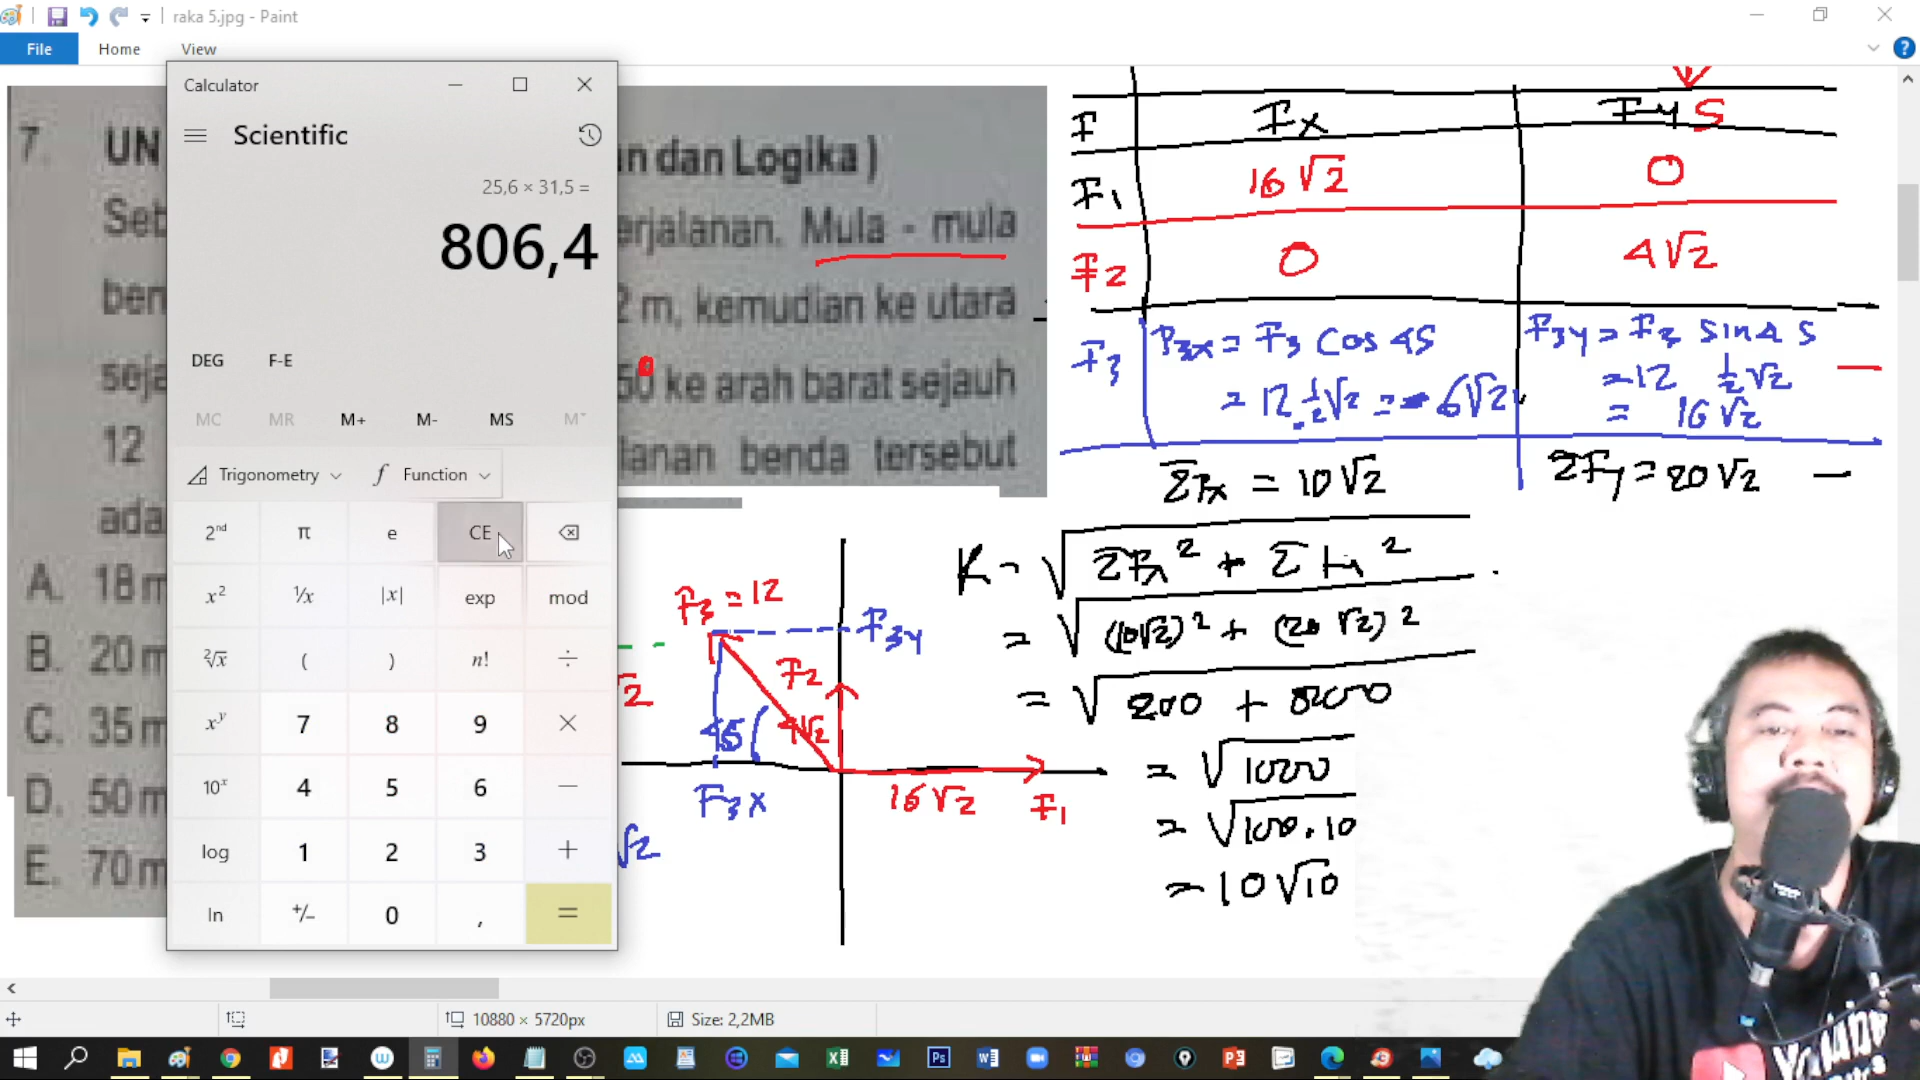 raka 5.jpg - Paint
File Home View
Calculator
Scientific
25,6 × 31,5 =
806,4
DEG F-E
MC MR M+ M- MS M˅
Trigonometry Function
2nd π e CE
x² ¹/x |x| exp mod
²√x ( ) n! ÷
xʸ 7 8 9 ×
10ˣ 4 5 6 −
log 1 2 3 +
ln +/− 0 , =
7. UN n dan Logika )
erjalanan. Mula - mula
2 m, kemudian ke utara
50 ke arah barat sejauh
12 lanan benda tersebut
A. 18 m
B. 20 m
C. 35 m
D. 50 m
E. 70 m
F Fx Fy S
F1 16√2 0
F2 0 4√2
F3 F3x = F3 Cos 45 F3y = F3 sin 45
= 12 . ½√2 = - 6√2 = 12 ½√2
= 16√2
ΣFx = 10√2 ΣFy = 20√2
R = √ΣFx² + ΣFy²
= √(10√2)² + (20√2)²
= √200 + 800
= √1000
= √100.10
= 10√10
F3 = 12
F3y
F2
4√2
45
F3x
16√2 F1
√2
10880 × 5720px Size: 2,2MB